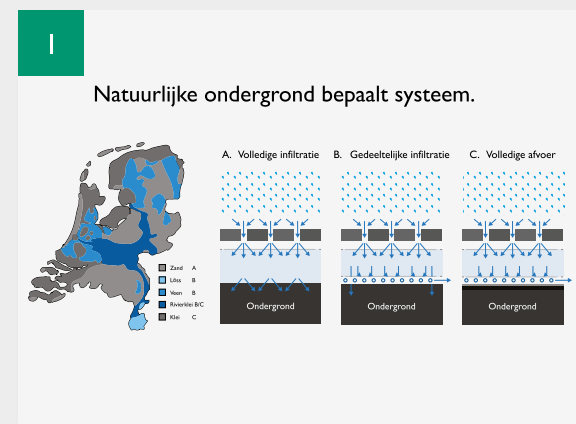 1
Natuurlijke ondergrond bepaalt systeem.
A. Volledige infiltratie
B. Gedeeltelijke infiltratie
C. Volledige afvoer
Zand A
Löss B
Veen B
Rivierklei B/C
Klei C
Ondergrond
Ondergrond
Ondergrond